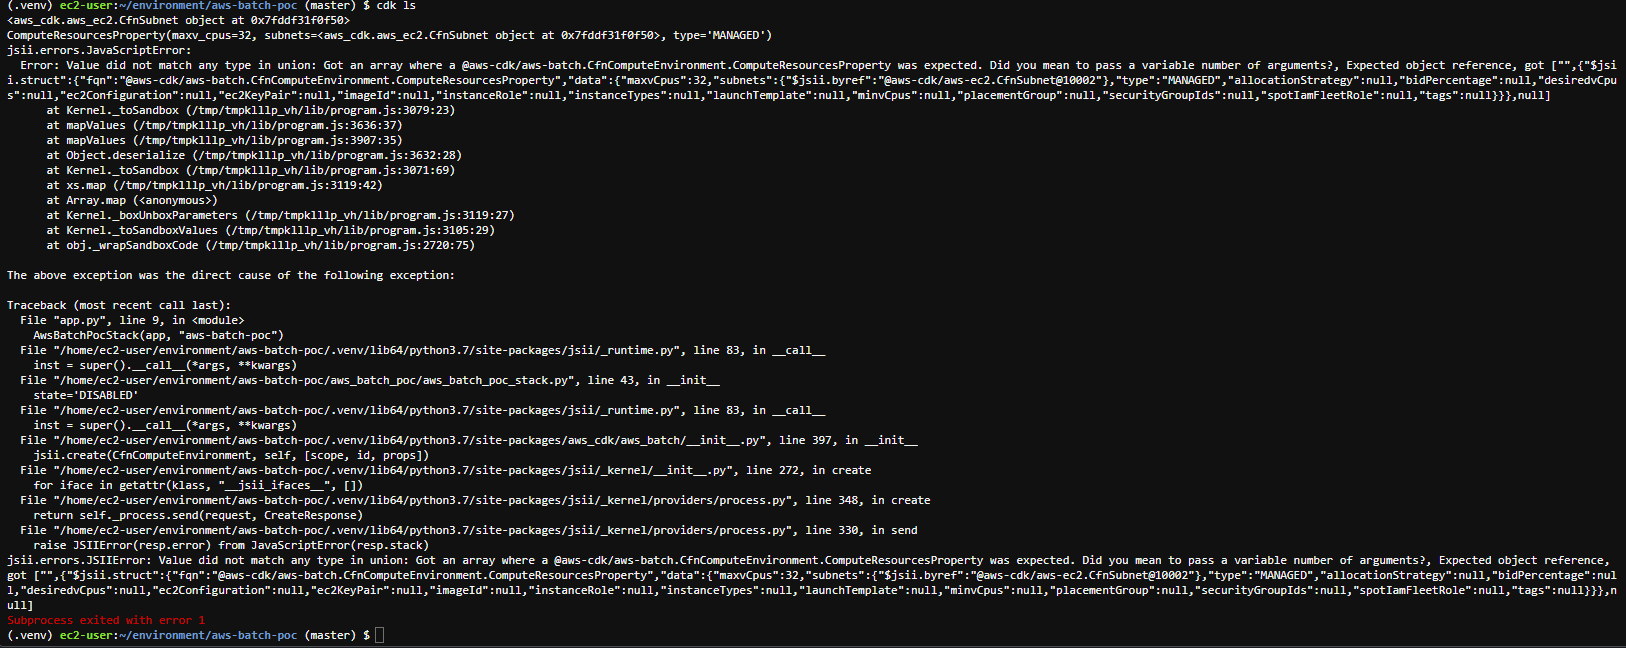 (.venv) ec2-user:~/environment/aws-batch-poc (master) $ cdk ls
<aws_cdk.aws_ec2.CfnSubnet object at 0x7fddf31f0f50>
ComputeResourcesProperty(maxv_cpus=32, subnets=<aws_cdk.aws_ec2.CfnSubnet object at 0x7fddf31f0f50>, type='MANAGED')
jsii.errors.JavaScriptError:
  Error: Value did not match any type in union: Got an array where a @aws-cdk/aws-batch.CfnComputeEnvironment.ComputeResourcesProperty was expected. Did you mean to pass a variable number of arguments?, Expected object reference, got ["",{"$jsi
i.struct":{"fqn":"@aws-cdk/aws-batch.CfnComputeEnvironment.ComputeResourcesProperty","data":{"maxvCpus":32,"subnets":{"$jsii.byref":"@aws-cdk/aws-ec2.CfnSubnet@10002"},"type":"MANAGED","allocationStrategy":null,"bidPercentage":null,"desiredvCpu
s":null,"ec2Configuration":null,"ec2KeyPair":null,"imageId":null,"instanceRole":null,"instanceTypes":null,"launchTemplate":null,"minvCpus":null,"placementGroup":null,"securityGroupIds":null,"spotIamFleetRole":null,"tags":null}}},null]
      at Kernel._toSandbox (/tmp/tmpklllp_vh/lib/program.js:3079:23)
      at mapValues (/tmp/tmpklllp_vh/lib/program.js:3636:37)
      at mapValues (/tmp/tmpklllp_vh/lib/program.js:3907:35)
      at Object.deserialize (/tmp/tmpklllp_vh/lib/program.js:3632:28)
      at Kernel._toSandbox (/tmp/tmpklllp_vh/lib/program.js:3071:69)
      at xs.map (/tmp/tmpklllp_vh/lib/program.js:3119:42)
      at Array.map (<anonymous>)
      at Kernel._boxUnboxParameters (/tmp/tmpklllp_vh/lib/program.js:3119:27)
      at Kernel._toSandboxValues (/tmp/tmpklllp_vh/lib/program.js:3105:29)
      at obj._wrapSandboxCode (/tmp/tmpklllp_vh/lib/program.js:2720:75)
The above exception was the direct cause of the following exception:
Traceback (most recent call last):
  File "app.py", line 9, in <module>
    AwsBatchPocStack(app, "aws-batch-poc")
  File "/home/ec2-user/environment/aws-batch-poc/.venv/lib64/python3.7/site-packages/jsii/_runtime.py", line 83, in __call__
    inst = super().__call__(*args, **kwargs)
  File "/home/ec2-user/environment/aws-batch-poc/aws_batch_poc/aws_batch_poc_stack.py", line 43, in __init__
    state='DISABLED'
  File "/home/ec2-user/environment/aws-batch-poc/.venv/lib64/python3.7/site-packages/jsii/_runtime.py", line 83, in __call__
    inst = super().__call__(*args, **kwargs)
  File "/home/ec2-user/environment/aws-batch-poc/.venv/lib64/python3.7/site-packages/aws_cdk/aws_batch/__init__.py", line 397, in __init__
    jsii.create(CfnComputeEnvironment, self, [scope, id, props])
  File "/home/ec2-user/environment/aws-batch-poc/.venv/lib64/python3.7/site-packages/jsii/_kernel/__init__.py", line 272, in create
    for iface in getattr(klass, "__jsii_ifaces__", [])
  File "/home/ec2-user/environment/aws-batch-poc/.venv/lib64/python3.7/site-packages/jsii/_kernel/providers/process.py", line 348, in create
    return self._process.send(request, CreateResponse)
  File "/home/ec2-user/environment/aws-batch-poc/.venv/lib64/python3.7/site-packages/jsii/_kernel/providers/process.py", line 330, in send
    raise JSIIError(resp.error) from JavaScriptError(resp.stack)
jsii.errors.JSIIError: Value did not match any type in union: Got an array where a @aws-cdk/aws-batch.CfnComputeEnvironment.ComputeResourcesProperty was expected. Did you mean to pass a variable number of arguments?, Expected object reference,
got ["",{"$jsii.struct":{"fqn":"@aws-cdk/aws-batch.CfnComputeEnvironment.ComputeResourcesProperty","data":{"maxvCpus":32,"subnets":{"$jsii.byref":"@aws-cdk/aws-ec2.CfnSubnet@10002"},"type":"MANAGED","allocationStrategy":null,"bidPercentage":nul
l,"desiredvCpus":null,"ec2Configuration":null,"ec2KeyPair":null,"imageId":null,"instanceRole":null,"instanceTypes":null,"launchTemplate":null,"minvCpus":null,"placementGroup":null,"securityGroupIds":null,"spotIamFleetRole":null,"tags":null}}},n
ull]
Subprocess exited with error 1
(.venv) ec2-user:~/environment/aws-batch-poc (master) $